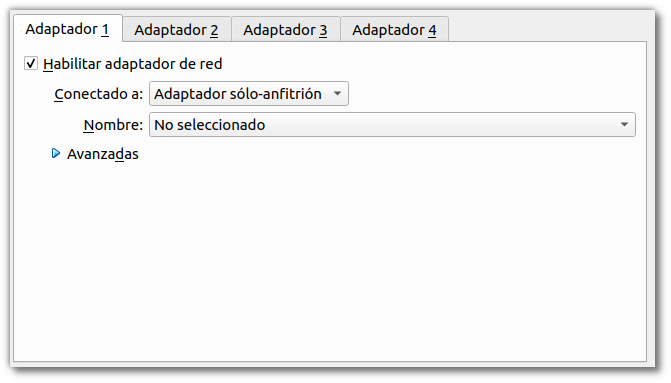 Adaptador 1 Adaptador 2 Adaptador 3 Adaptador 4
Habilitar adaptador de red
Conectado a: Adaptador sólo-anfitrión
Nombre: No seleccionado
Avanzadas